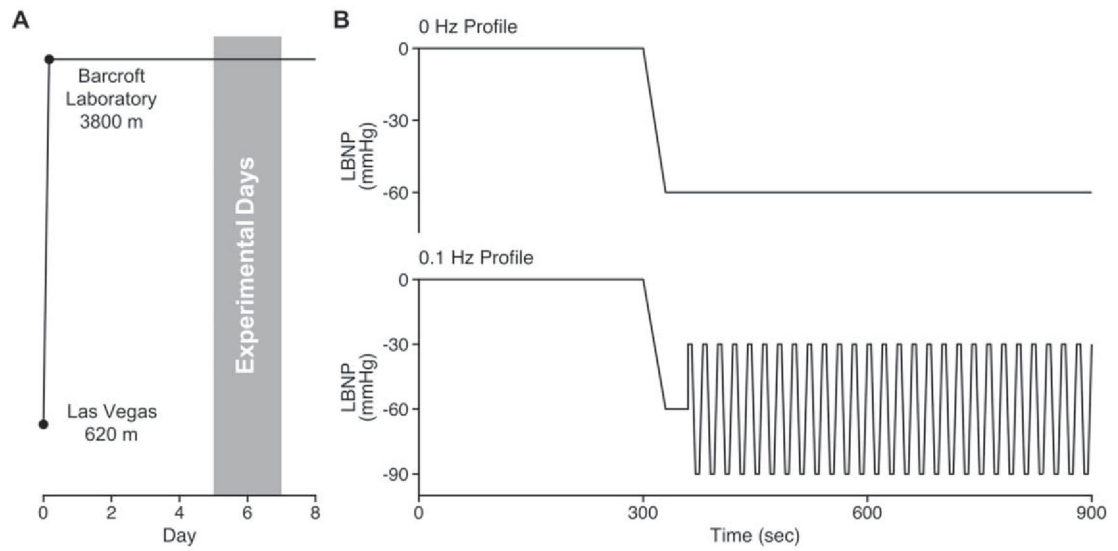 A
Barcroft
Laboratory
3800 m
Experimental Days
Las Vegas
620 m
0 2 4 6 8
Day
B
0 Hz Profile
0
-30
-60
LBNP
(mmHg)
0.1 Hz Profile
0
-30
-60
-90
LBNP
(mmHg)
0 300 600 900
Time (sec)